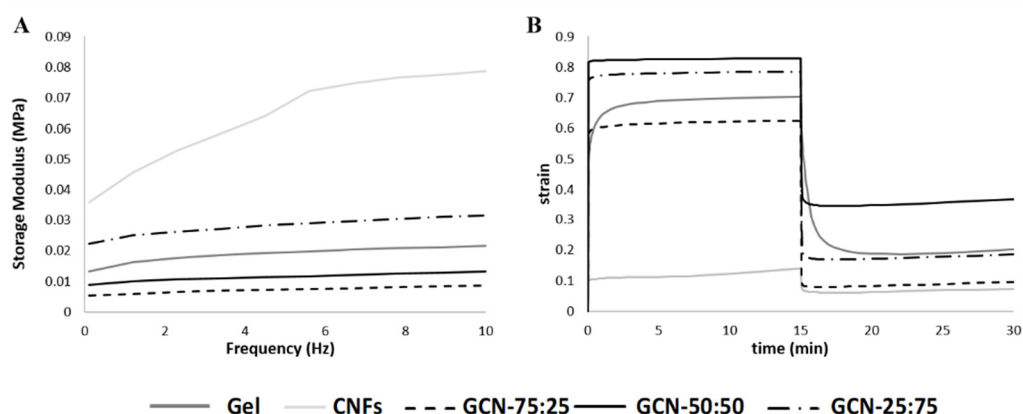 A
B
Storage Modulus (MPa)
0.09
0.08
0.07
0.06
0.05
0.04
0.03
0.02
0.01
0
0 2 4 6 8 10
Frequency (Hz)
strain
0.9
0.8
0.7
0.6
0.5
0.4
0.3
0.2
0.1
0
0 5 10 15 20 25 30
time (min)
Gel CNFs GCN-75:25 GCN-50:50 GCN-25:75